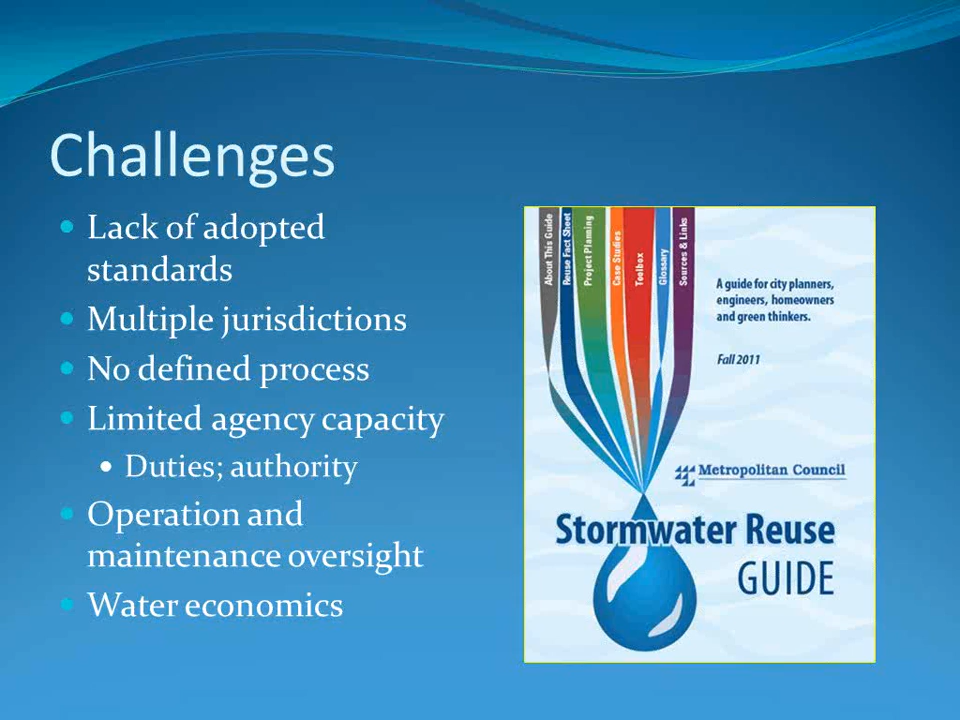 Challenges
Lack of adopted
standards
Multiple jurisdictions
No defined process
Limited agency capacity
Duties; authority
Operation and
maintenance oversight
Water economics
About This Guide
Reuse Fact Sheet
Project Planning
Case Studies
Toolbox
Glossary
Sources & Links
A guide for city planners,
engineers, homeowners
and green thinkers.
Fall 2011
Metropolitan Council
Stormwater Reuse
GUIDE